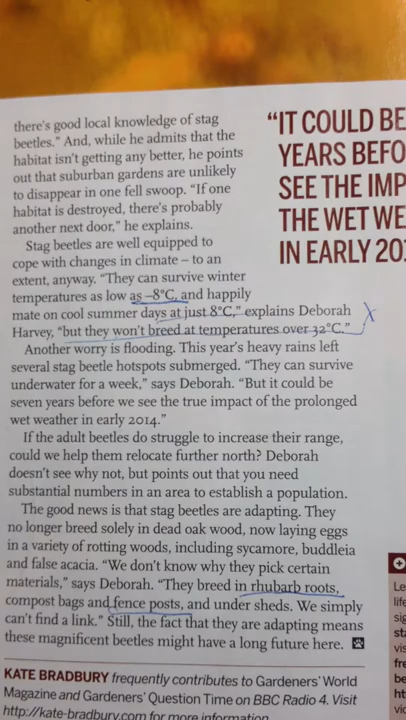 there's good local knowledge of stag
beetles." And, while he admits that the
habitat isn't getting any better, he points
out that suburban gardens are unlikely
to disappear in one fell swoop. "If one
habitat is destroyed, there's probably
another next door," he explains.
Stag beetles are well equipped to
cope with changes in climate – to an
extent, anyway. "They can survive winter
temperatures as low as –8°C, and happily
mate on cool summer days at just 8°C," explains Deborah
Harvey, "but they won't breed at temperatures over 32°C."
Another worry is flooding. This year's heavy rains left
several stag beetle hotspots submerged. "They can survive
underwater for a week," says Deborah. "But it could be
seven years before we see the true impact of the prolonged
wet weather in early 2014."
If the adult beetles do struggle to increase their range,
could we help them relocate further north? Deborah
doesn't see why not, but points out that you need
substantial numbers in an area to establish a population.
The good news is that stag beetles are adapting. They
no longer breed solely in dead oak wood, now laying eggs
in a variety of rotting woods, including sycamore, buddleia
and false acacia. "We don't know why they pick certain
materials," says Deborah. "They breed in rhubarb roots,
compost bags and fence posts, and under sheds. We simply
can't find a link." Still, the fact that they are adapting means
these magnificent beetles might have a long future here.
"IT COULD BE
YEARS BEFO
SEE THE IMP
THE WET WE
IN EARLY 20
KATE BRADBURY frequently contributes to Gardeners' World
Magazine and Gardeners' Question Time on BBC Radio 4. Visit
http://kate-bradbury.com for more information